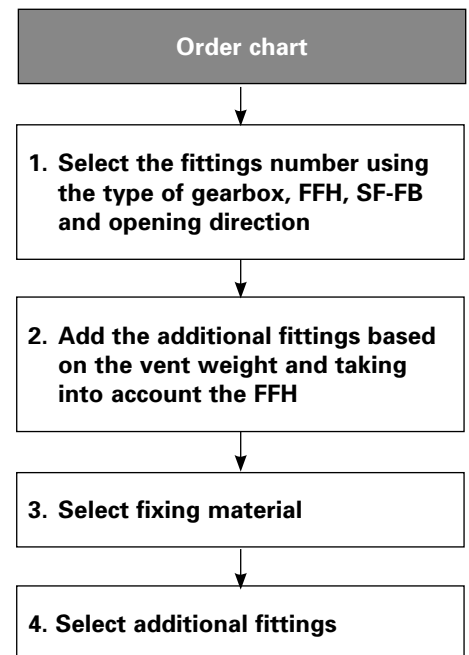 Order chart
1. Select the fittings number using
the type of gearbox, FFH, SF-FB
and opening direction
2. Add the additional fittings based
on the vent weight and taking
into account the FFH
3. Select fixing material
4. Select additional fittings